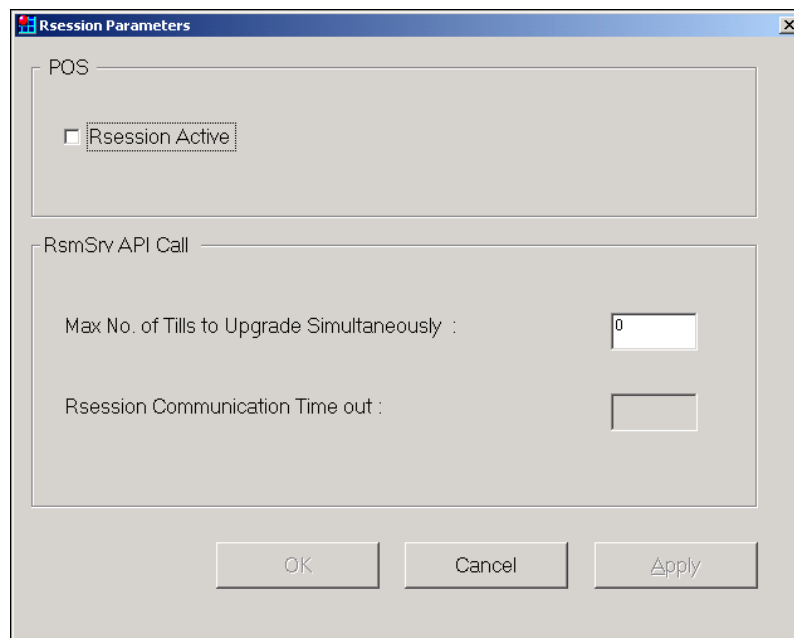 Rsession Parameters
POS
Rsession Active
RsmSrv API Call
Max No. of Tills to Upgrade Simultaneously :
0
Rsession Communication Time out :
OK
Cancel
Apply